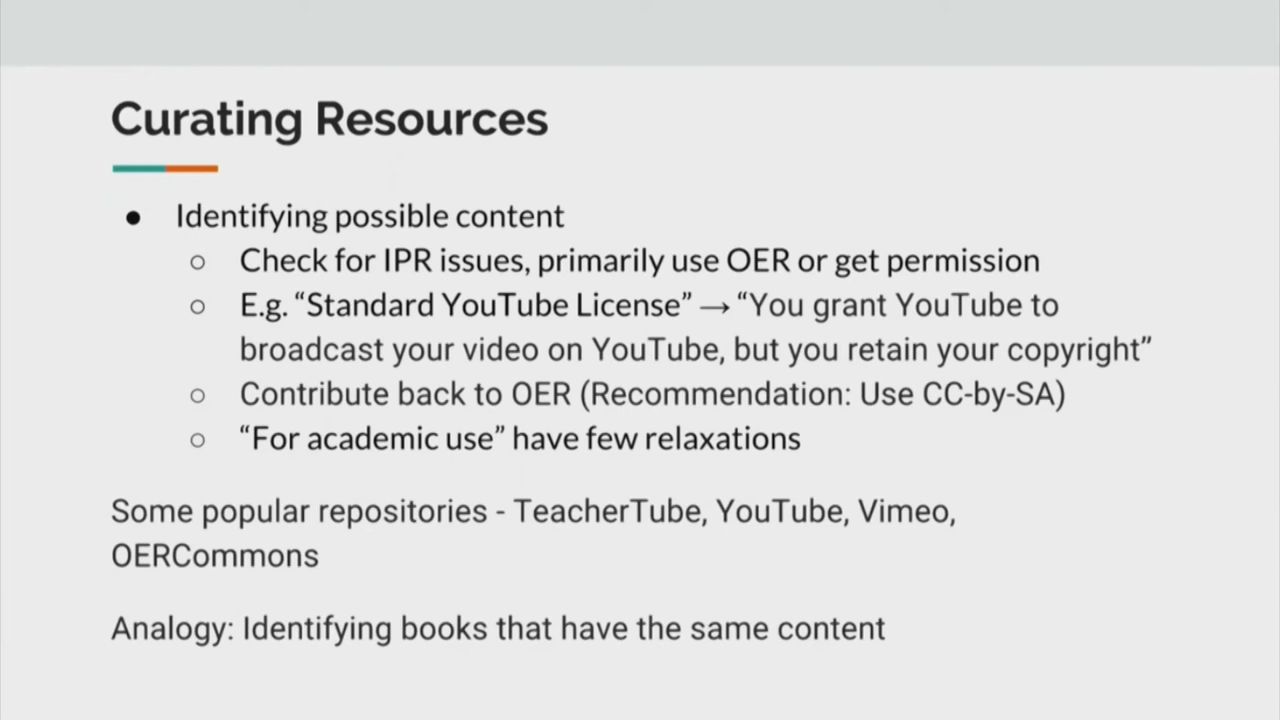 Curating Resources
● Identifying possible content
○ Check for IPR issues, primarily use OER or get permission
○ E.g. “Standard YouTube License” → “You grant YouTube to
broadcast your video on YouTube, but you retain your copyright”
○ Contribute back to OER (Recommendation: Use CC-by-SA)
○ “For academic use” have few relaxations
Some popular repositories - TeacherTube, YouTube, Vimeo,
OERCommons
Analogy: Identifying books that have the same content